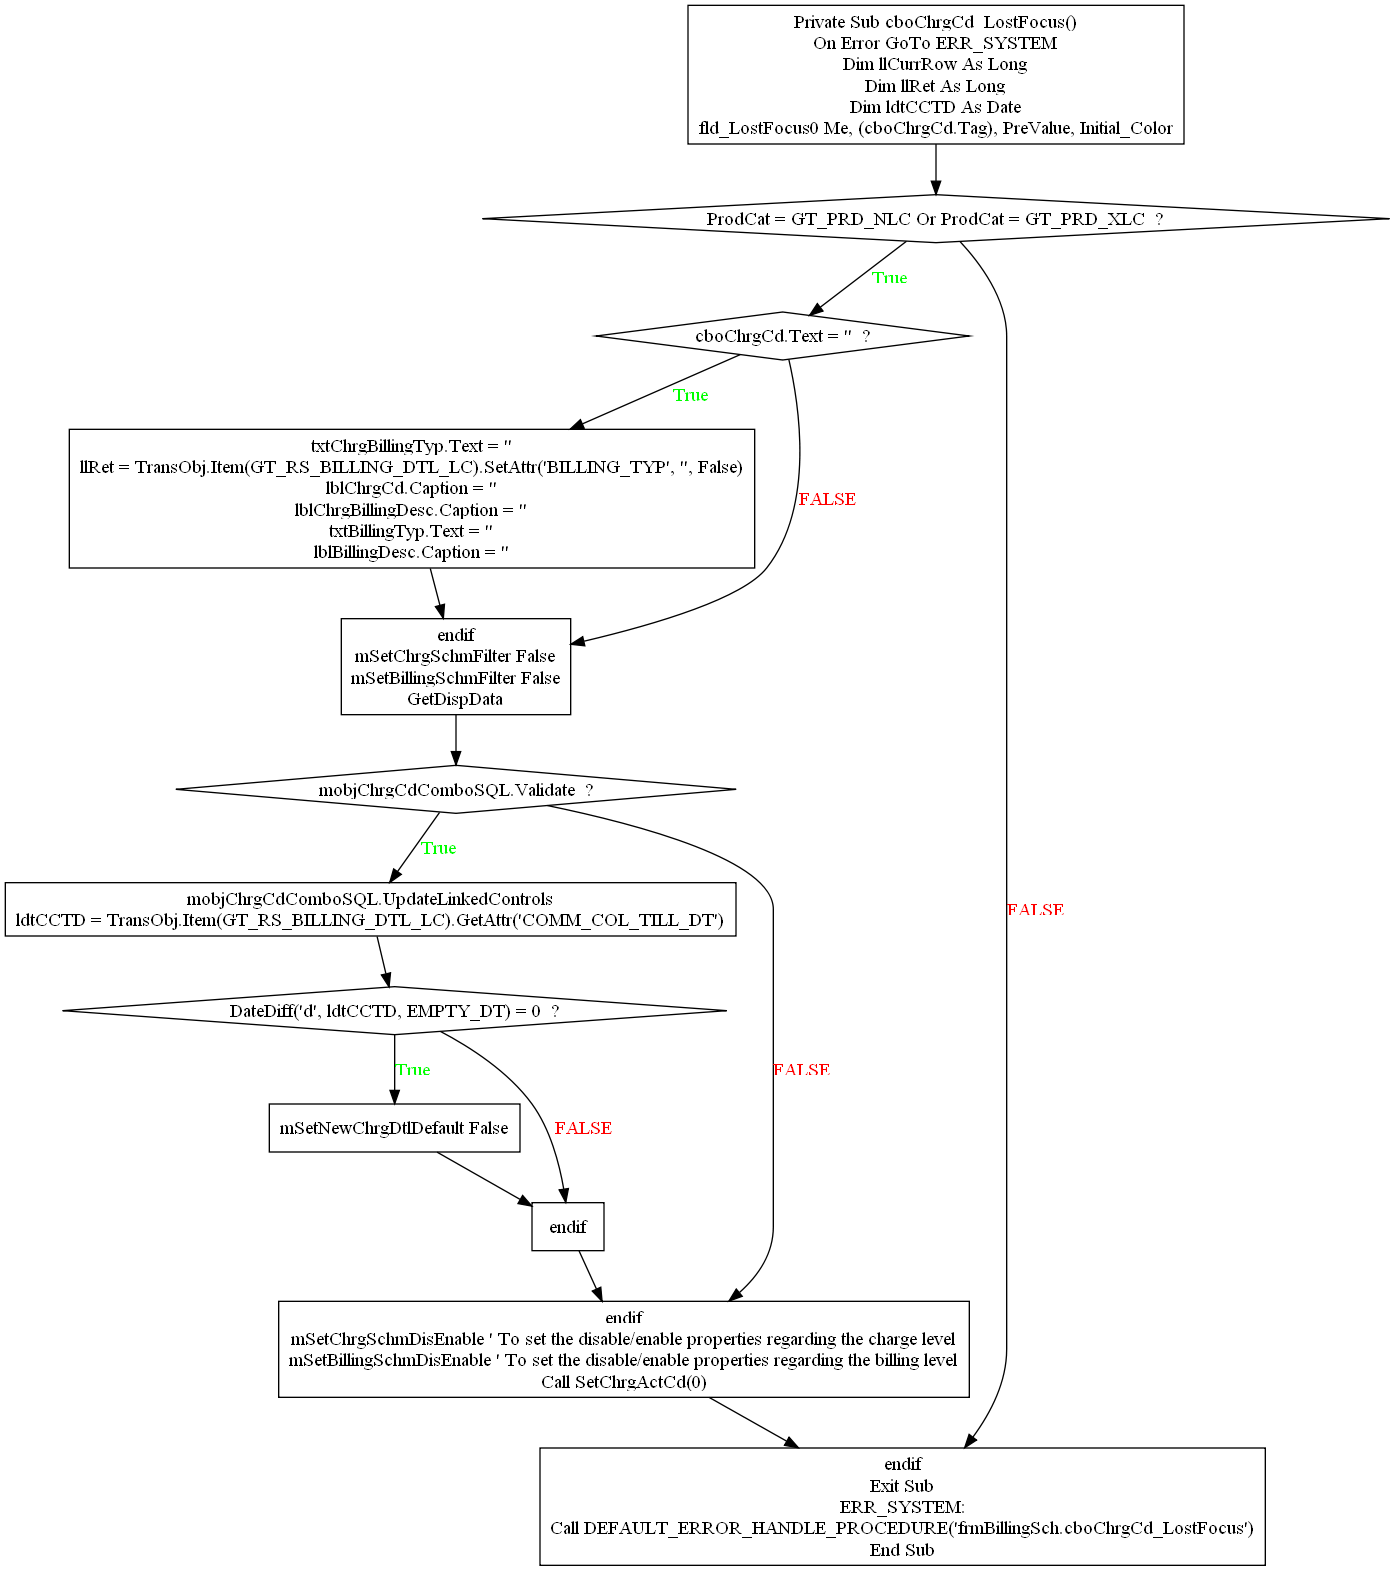 Private Sub cboChrgCd_LostFocus()
On Error GoTo ERR_SYSTEM
Dim llCurrRow As Long
Dim llRet As Long
Dim ldtCCTD As Date
fld_LostFocus0 Me, (cboChrgCd.Tag), PreValue, Initial_Color
ProdCat = GT_PRD_NLC Or ProdCat = GT_PRD_XLC  ?
True
cboChrgCd.Text = ''  ?
True
txtChrgBillingTyp.Text = ''
llRet = TransObj.Item(GT_RS_BILLING_DTL_LC).SetAttr('BILLING_TYP', '', False)
lblChrgCd.Caption = ''
lblChrgBillingDesc.Caption = ''
txtBillingTyp.Text = ''
lblBillingDesc.Caption = ''
FALSE
endif
mSetChrgSchmFilter False
mSetBillingSchmFilter False
GetDispData
mobjChrgCdComboSQL.Validate  ?
True
mobjChrgCdComboSQL.UpdateLinkedControls
ldtCCTD = TransObj.Item(GT_RS_BILLING_DTL_LC).GetAttr('COMM_COL_TILL_DT')
FALSE
DateDiff('d', ldtCCTD, EMPTY_DT) = 0  ?
True
FALSE
mSetNewChrgDtlDefault False
FALSE
endif
endif
mSetChrgSchmDisEnable ' To set the disable/enable properties regarding the charge level
mSetBillingSchmDisEnable ' To set the disable/enable properties regarding the billing level
Call SetChrgActCd(0)
endif
Exit Sub
ERR_SYSTEM:
Call DEFAULT_ERROR_HANDLE_PROCEDURE('frmBillingSch.cboChrgCd_LostFocus')
End Sub